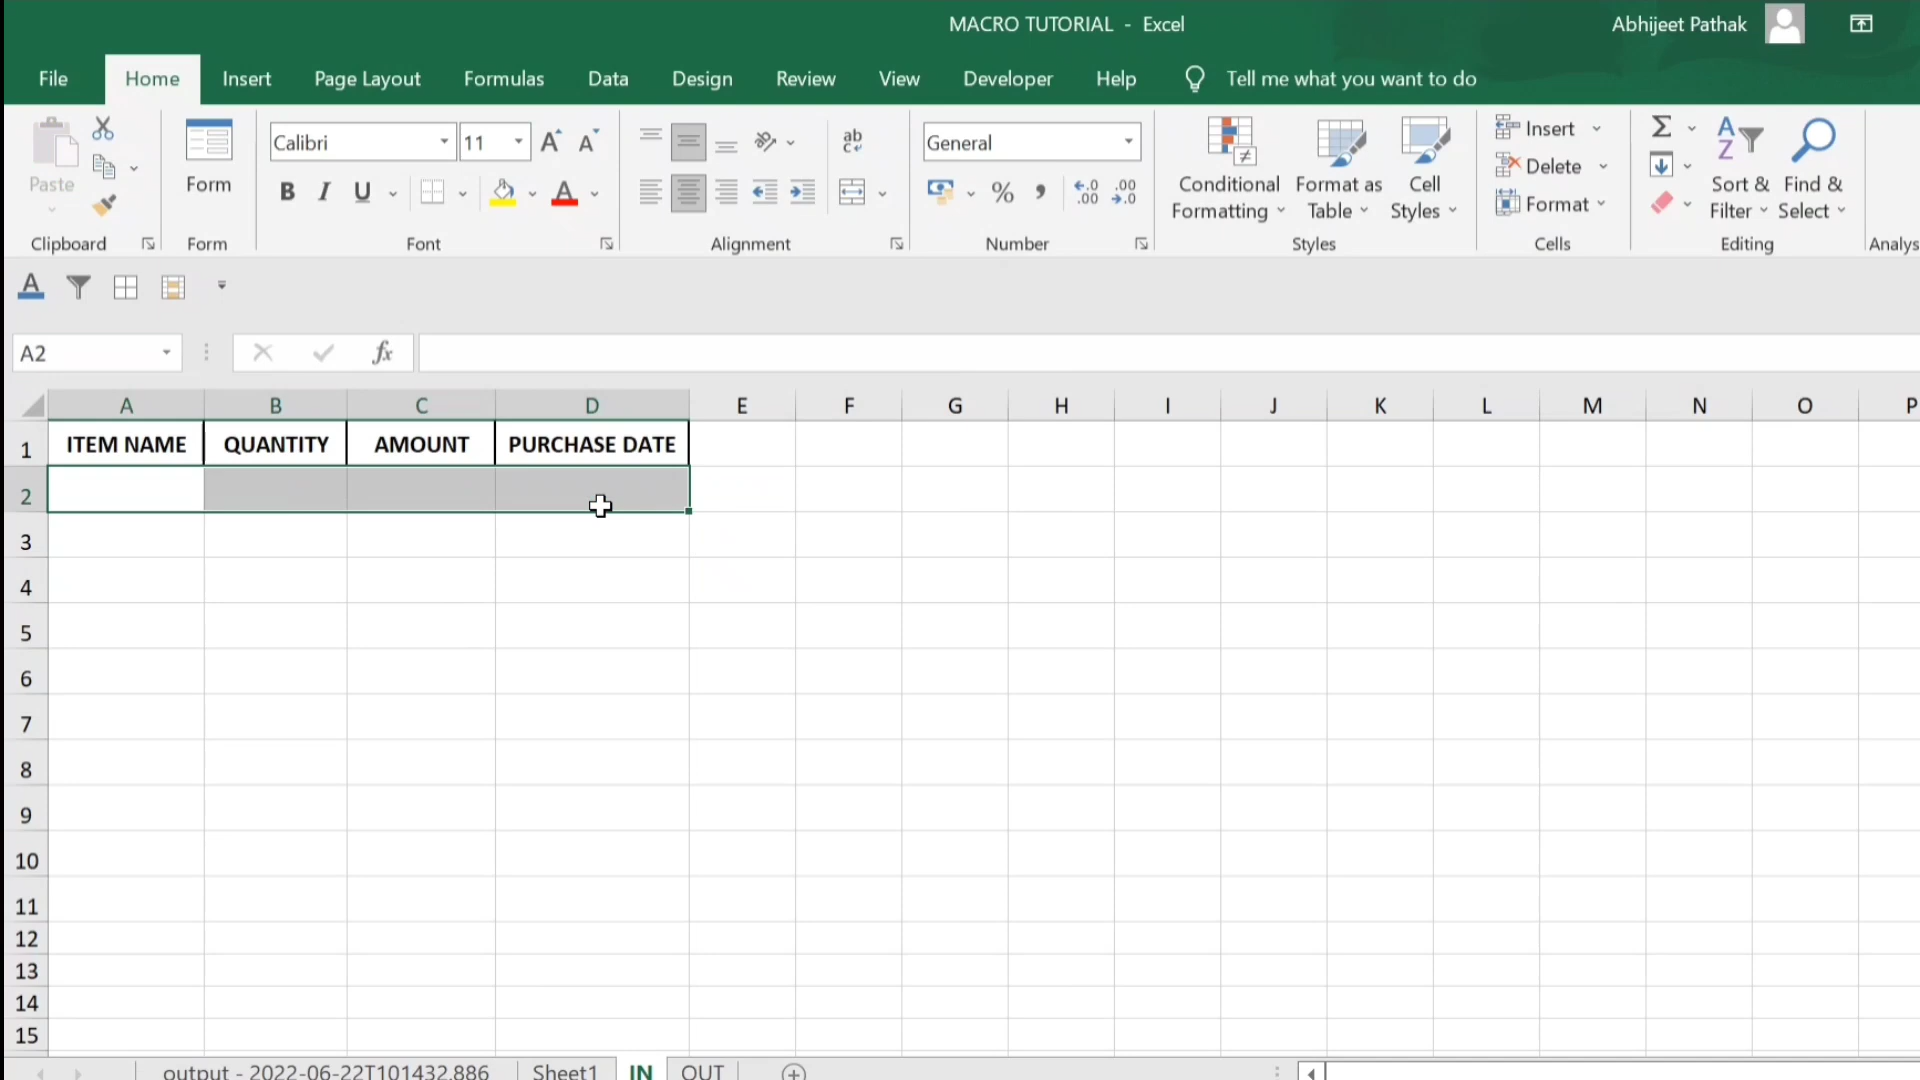 MACRO TUTORIAL - Excel
Abhijeet Pathak
File Home Insert Page Layout Formulas Data Design Review View Developer Help Tell me what you want to do
Paste
Clipboard
Form
Form
Calibri 11
B I U A
Font
ab
Alignment
General
% , .00
Number
Conditional Formatting
Format as Table
Cell Styles
Styles
Insert
Delete
Format
Cells
Sort & Filter
Find & Select
Editing
Analys
A2
fx
A B C D E F G H I J K L M N O P
1 ITEM NAME QUANTITY AMOUNT PURCHASE DATE
2
3
4
5
6
7
8
9
10
11
12
13
14
15
output - 2022-06-22T101432.886 Sheet1 IN OUT